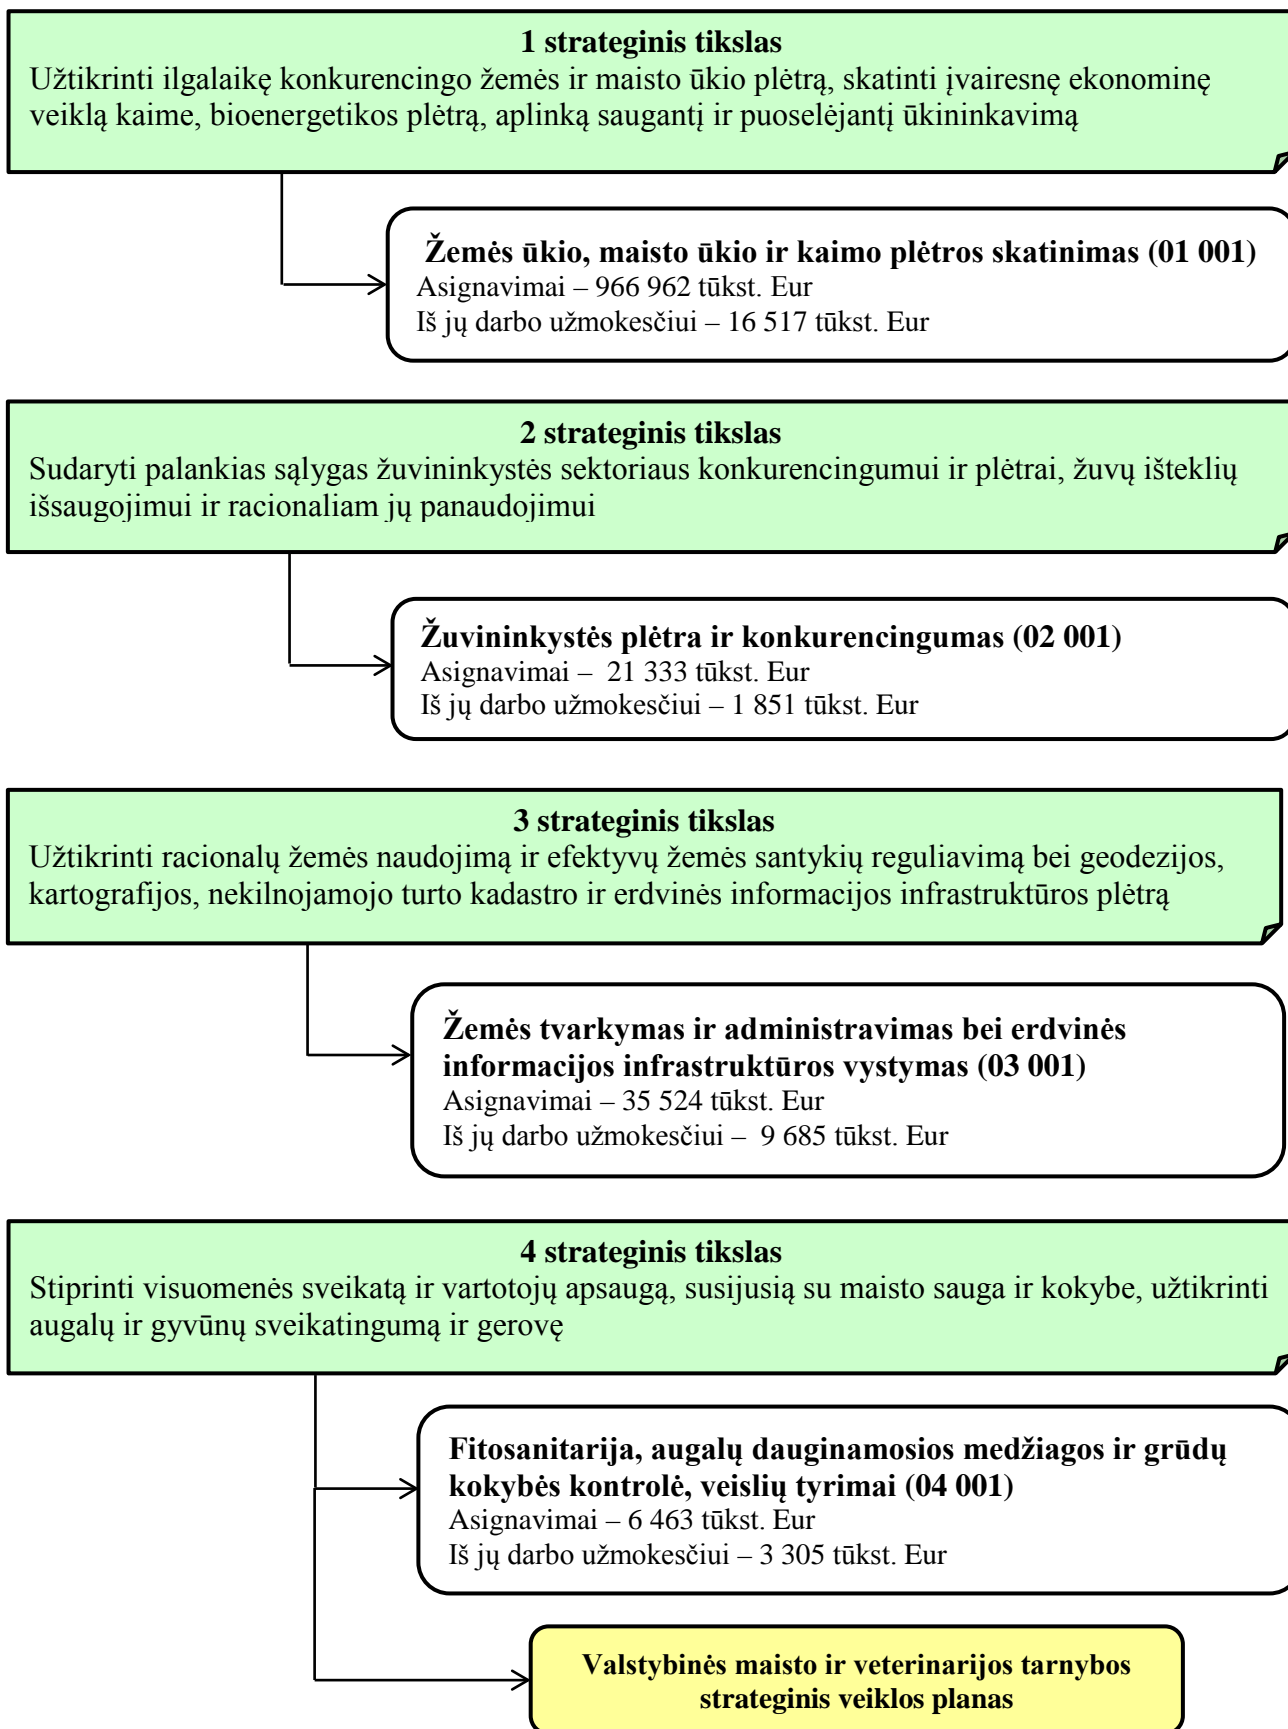 1 strateginis tikslas
Užtikrinti ilgalaikę konkurencingo žemės ir maisto ūkio plėtrą, skatinti įvairesnę ekonominę
veiklą kaime, bioenergetikos plėtrą, aplinką saugantį ir puoselėjantį ūkininkavimą
Žemės ūkio, maisto ūkio ir kaimo plėtros skatinimas (01 001)
Asignavimai – 966 962 tūkst. Eur
Iš jų darbo užmokesčiui – 16 517 tūkst. Eur
2 strateginis tikslas
Sudaryti palankias sąlygas žuvininkystės sektoriaus konkurencingumui ir plėtrai, žuvų išteklių
išsaugojimui ir racionaliam jų panaudojimui
Žuvininkystės plėtra ir konkurencingumas (02 001)
Asignavimai – 21 333 tūkst. Eur
Iš jų darbo užmokesčiui – 1 851 tūkst. Eur
3 strateginis tikslas
Užtikrinti racionalų žemės naudojimą ir efektyvų žemės santykių reguliavimą bei geodezijos,
kartografijos, nekilnojamojo turto kadastro ir erdvinės informacijos infrastruktūros plėtrą
Žemės tvarkymas ir administravimas bei erdvinės
informacijos infrastruktūros vystymas (03 001)
Asignavimai – 35 524 tūkst. Eur
Iš jų darbo užmokesčiui – 9 685 tūkst. Eur
4 strateginis tikslas
Stiprinti visuomenės sveikatą ir vartotojų apsaugą, susijusią su maisto sauga ir kokybe, užtikrinti
augalų ir gyvūnų sveikatingumą ir gerovę
Fitosanitarija, augalų dauginamosios medžiagos ir grūdų
kokybės kontrolė, veislių tyrimai (04 001)
Asignavimai – 6 463 tūkst. Eur
Iš jų darbo užmokesčiui – 3 305 tūkst. Eur
Valstybinės maisto ir veterinarijos tarnybos
strateginis veiklos planas